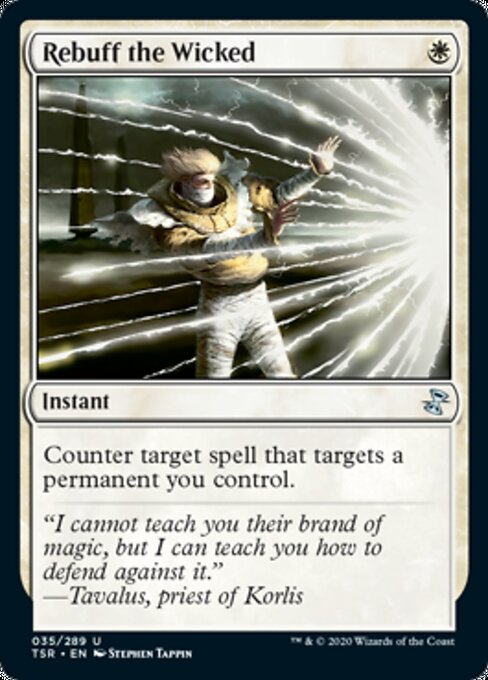 Rebuff the Wicked
Instant
Counter target spell that targets a
permanent you control.
“I cannot teach you their brand of
magic, but I can teach you how to
defend against it.”
—Tavalus, priest of Korlis
035/289 U
™ & © 2020 Wizards of the Coast
TSR • EN Stephen Tappin